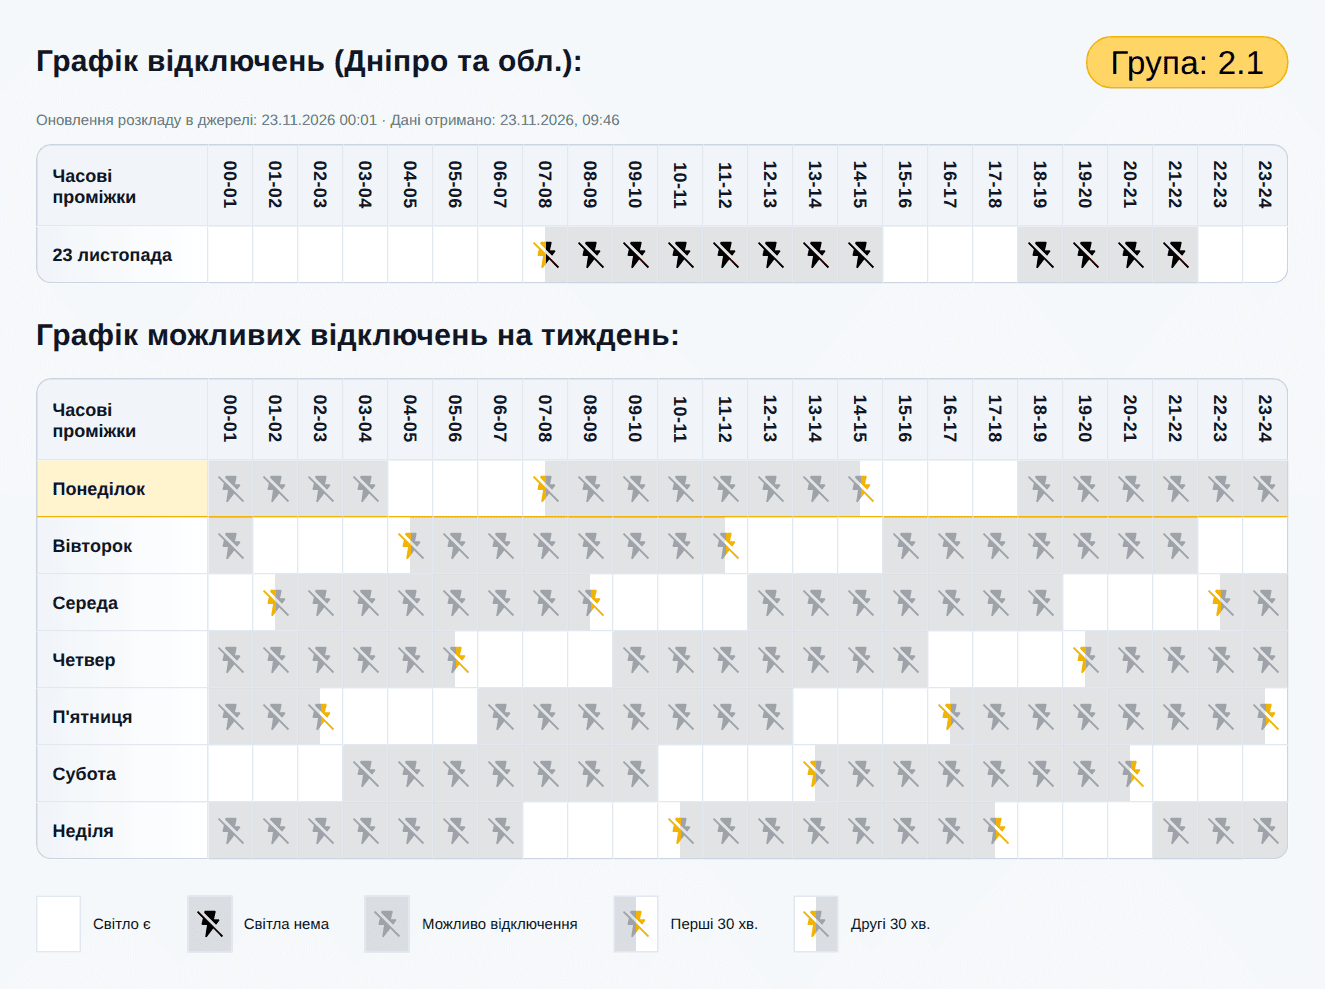 Графік відключень (Дніпро та обл.):
Група: 2.1
Оновлення розкладу в джерелі: 23.11.2026 00:01 · Дані отримано: 23.11.2026, 09:46
Часові проміжки 00-01 01-02 02-03 03-04 04-05 05-06 06-07 07-08 08-09 09-10 10-11 11-12 12-13 13-14 14-15 15-16 16-17 17-18 18-19 19-20 20-21 21-22 22-23 23-24
23 листопада
Графік можливих відключень на тиждень:
Часові проміжки 00-01 01-02 02-03 03-04 04-05 05-06 06-07 07-08 08-09 09-10 10-11 11-12 12-13 13-14 14-15 15-16 16-17 17-18 18-19 19-20 20-21 21-22 22-23 23-24
Понеділок
Вівторок
Середа
Четвер
П'ятниця
Субота
Неділя
Світло є Світла нема Можливо відключення Перші 30 хв. Другі 30 хв.